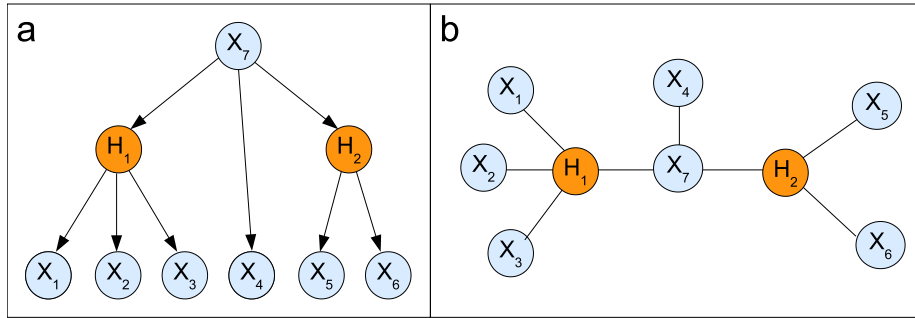 a
X₇
H₁ H₂
X₁ X₂ X₃ X₄ X₅ X₆
b
X₁ X₄ X₅
X₂ H₁ X₇ H₂
X₃ X₆